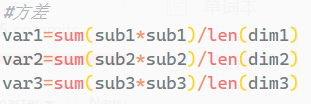 #方差
var1=sum(sub1*sub1)/len(dim1)
var2=sum(sub2*sub2)/len(dim2)
var3=sum(sub3*sub3)/len(dim3)